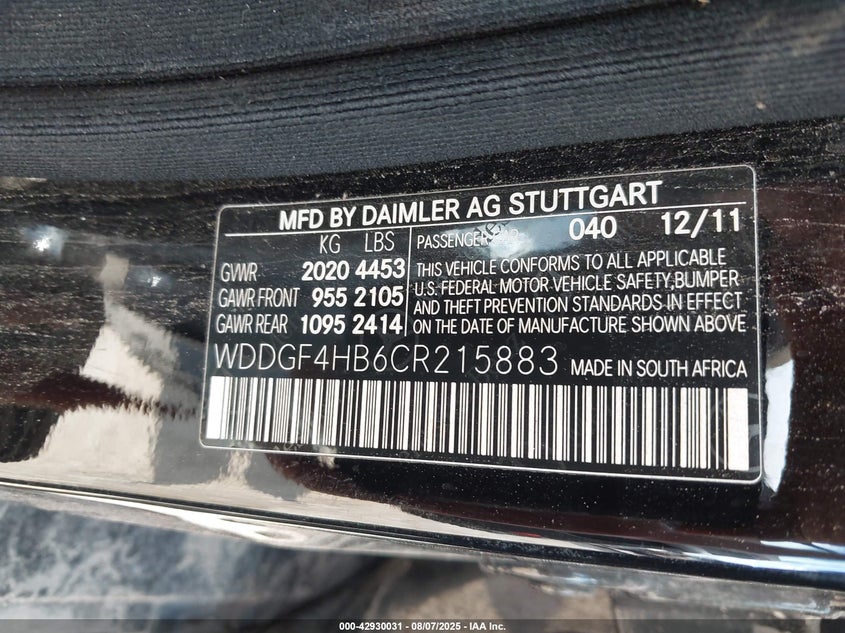 MFD BY DAIMLER AG STUTTGART
KG LBS
GVWR 2020 4453
GAWR FRONT 955 2105
GAWR REAR 1095 2414
PASSENGER CAR 040 12/11
THIS VEHICLE CONFORMS TO ALL APPLICABLE
U.S. FEDERAL MOTOR VEHICLE SAFETY,BUMPER
AND THEFT PREVENTION STANDARDS IN EFFECT
ON THE DATE OF MANUFACTURE SHOWN ABOVE
WDDGF4HB6CR215883 MADE IN SOUTH AFRICA
000-42930031 - 08/07/2025 - IAA Inc.